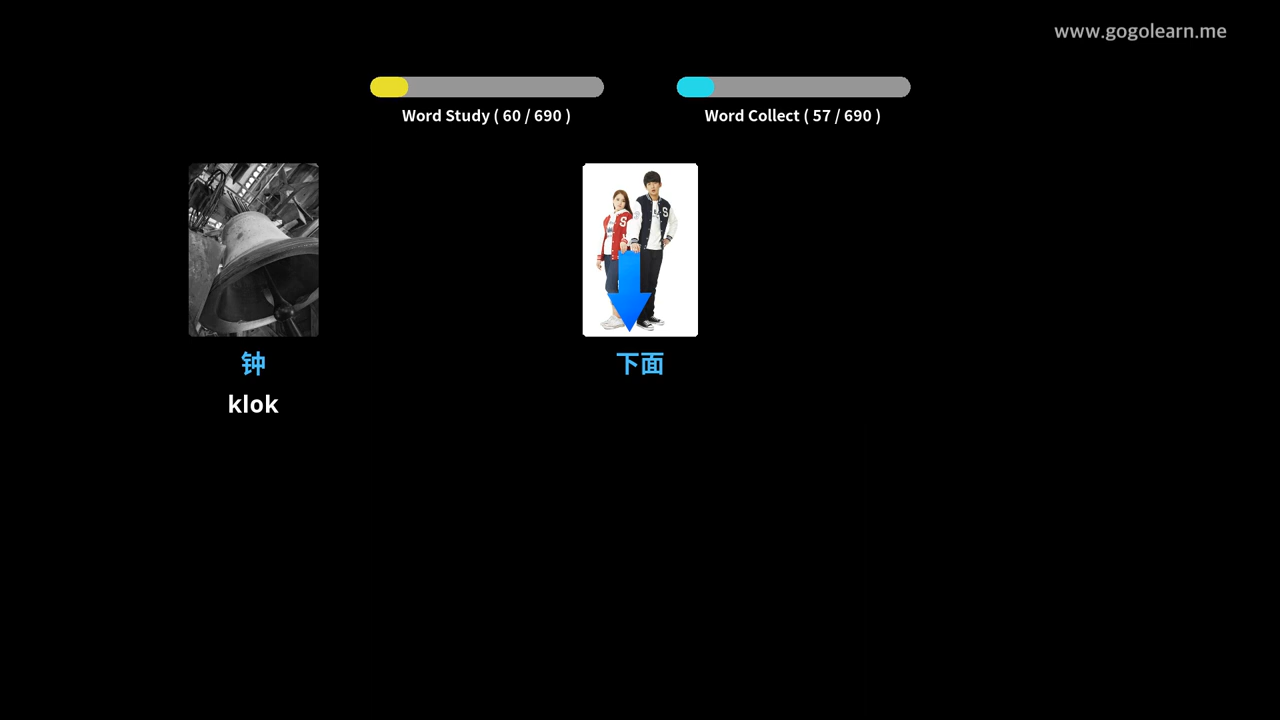 www.gogolearn.me
Word Study ( 60 / 690 )
Word Collect ( 57 / 690 )
钟
klok
下面
S
S